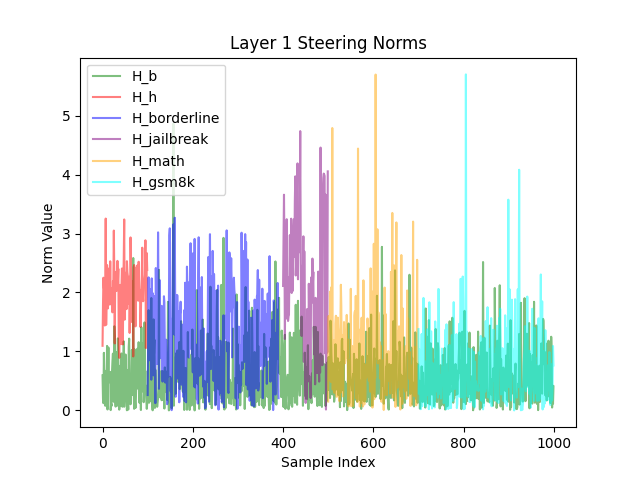 Layer 1 Steering Norms
H_b
H_h
H_borderline
H_jailbreak
H_math
H_gsm8k
Norm Value
5
4
3
2
1
0
0
200
400
600
800
1000
Sample Index